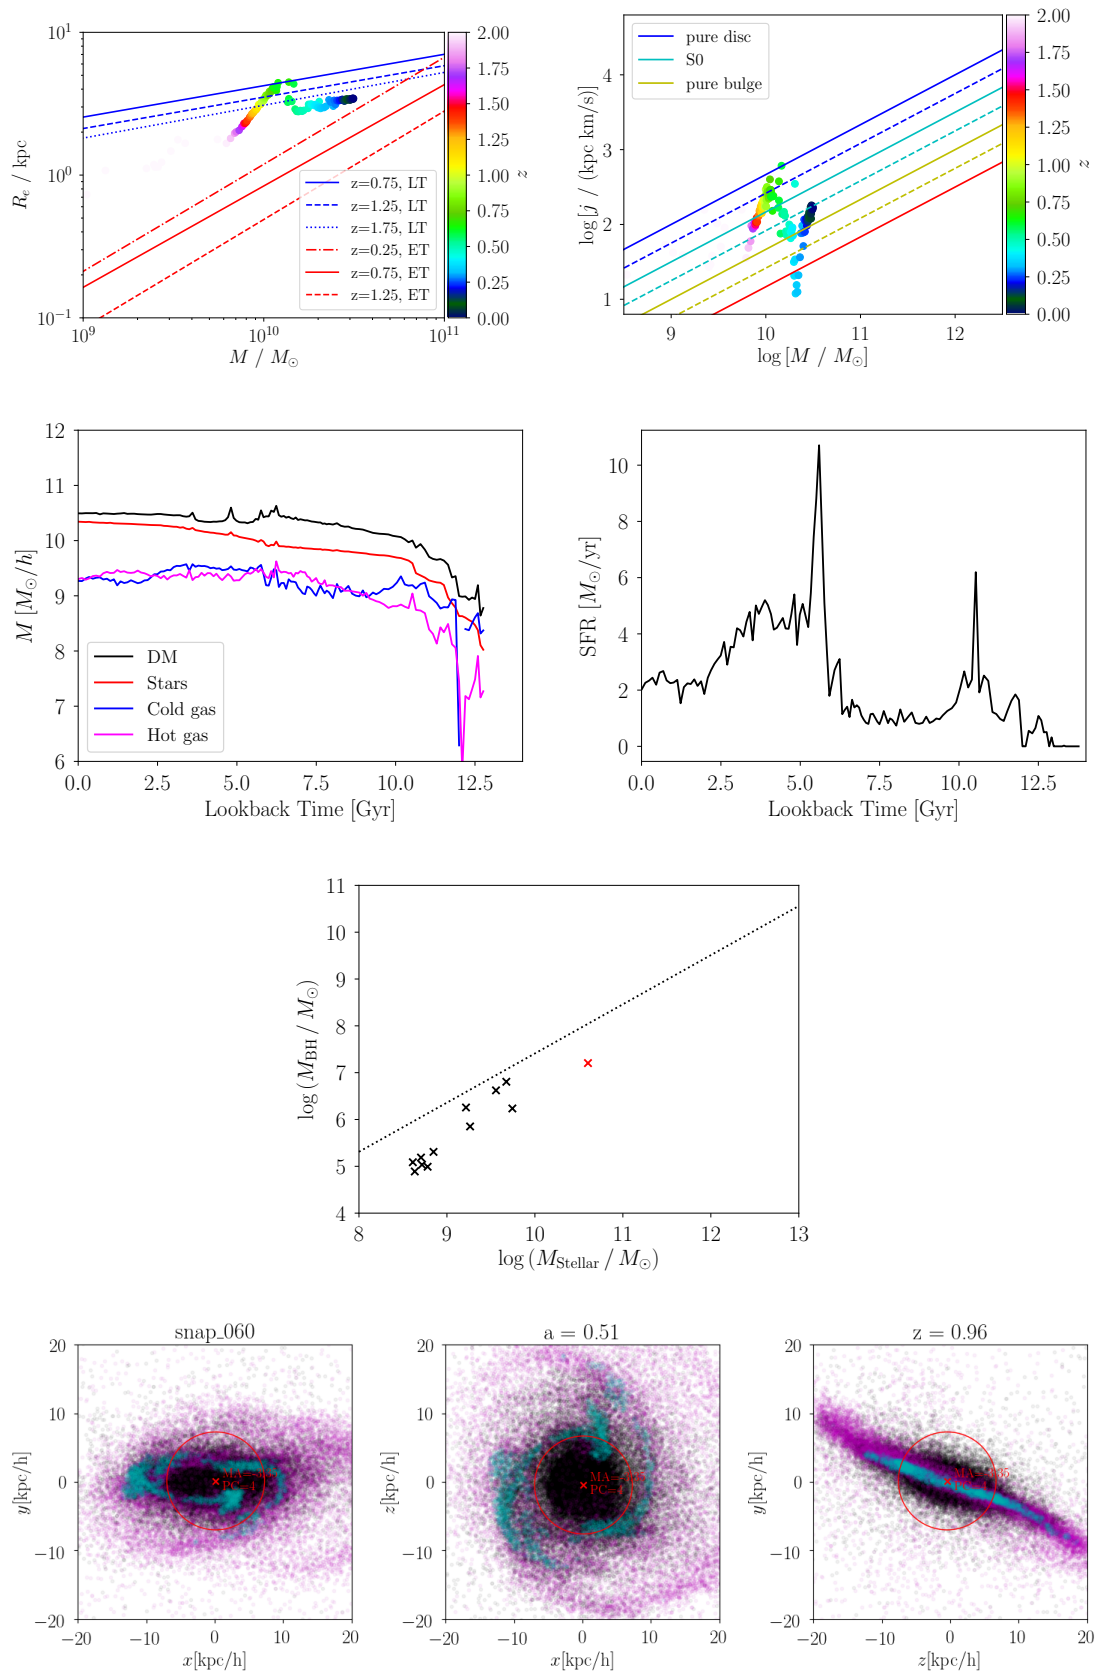 10^1
10^0
10^-1
R_e / kpc
10^9
10^10
10^11
M / M_⊙
z=0.75, LT
z=1.25, LT
z=1.75, LT
z=0.25, ET
z=0.75, ET
z=1.25, ET
2.00
1.75
1.50
1.25
1.00
0.75
0.50
0.25
0.00
z
pure disc
S0
pure bulge
4
3
2
1
log [j / (kpc km/s)]
9
10
11
12
log [M / M_⊙]
2.00
1.75
1.50
1.25
1.00
0.75
0.50
0.25
0.00
z
12
11
10
9
8
7
6
M [M_⊙/h]
DM
Stars
Cold gas
Hot gas
0.0
2.5
5.0
7.5
10.0
12.5
Lookback Time [Gyr]
10
8
6
4
2
0
SFR [M_⊙/yr]
0.0
2.5
5.0
7.5
10.0
12.5
Lookback Time [Gyr]
11
10
9
8
7
6
5
4
log (M_BH / M_⊙)
8
9
10
11
12
13
log (M_Stellar / M_⊙)
snap_060
20
10
0
−10
−20
y[kpc/h]
−20
−10
0
10
20
x[kpc/h]
PC=4
a = 0.51
20
10
0
−10
−20
z[kpc/h]
−20
−10
0
10
20
x[kpc/h]
z = 0.96
20
10
0
−10
−20
y[kpc/h]
−20
−10
0
10
20
z[kpc/h]